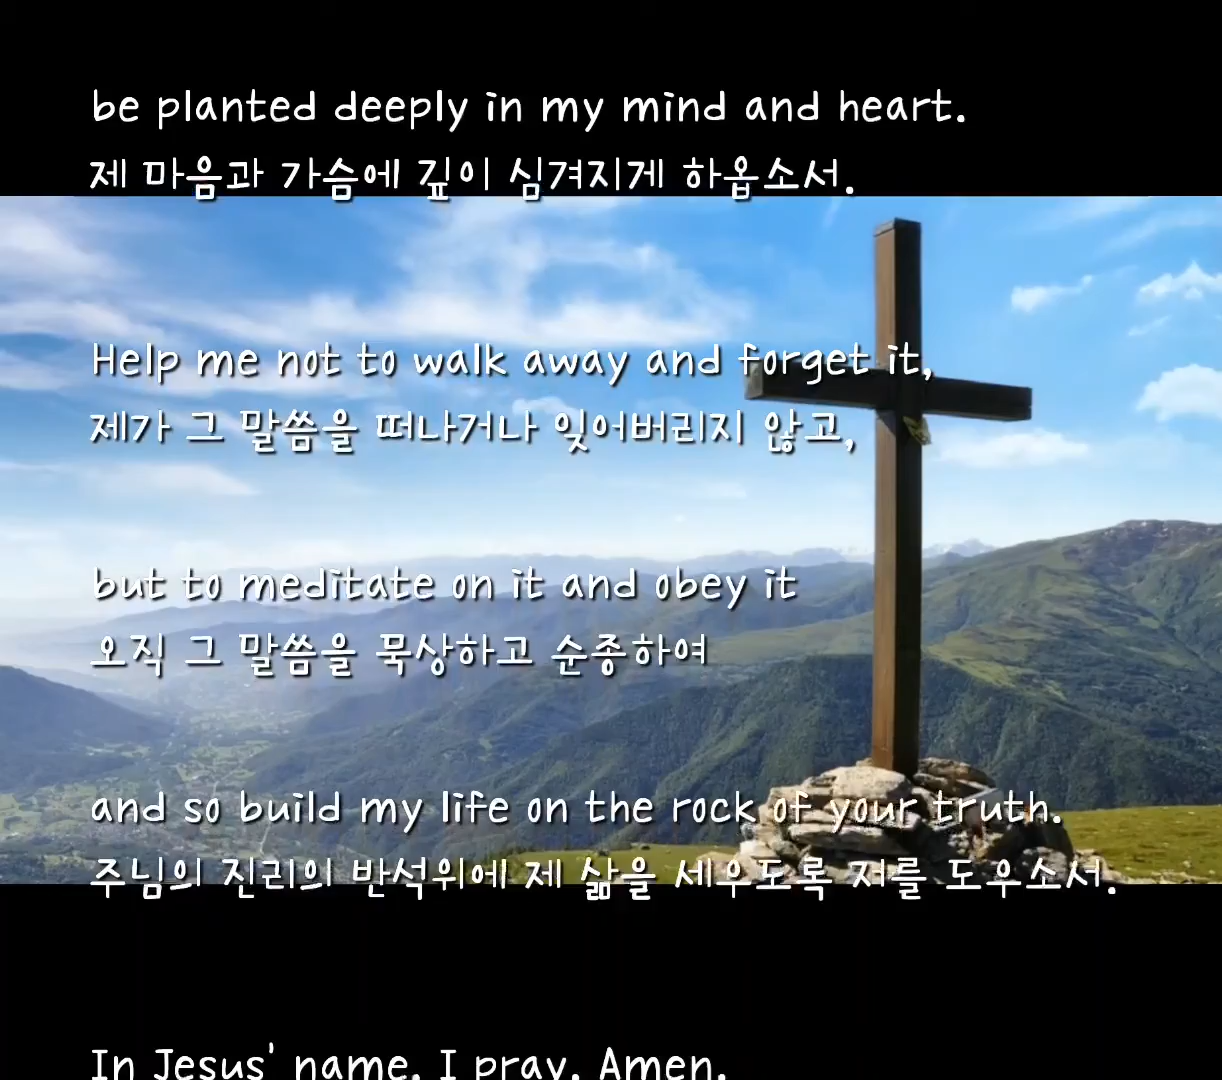 be planted deeply in my mind and heart.
제 마음과 가슴에 깊이 심겨지게 하옵소서.
Help me not to walk away and forget it,
제가 그 말씀을 떠나거나 잊어버리지 않고,
but to meditate on it and obey it
오직 그 말씀을 묵상하고 순종하여
and so build my life on the rock of your truth.
주님의 진리의 반석위에 제 삶을 세우도록 저를 도우소서.
In Jesus' name, I pray. Amen.